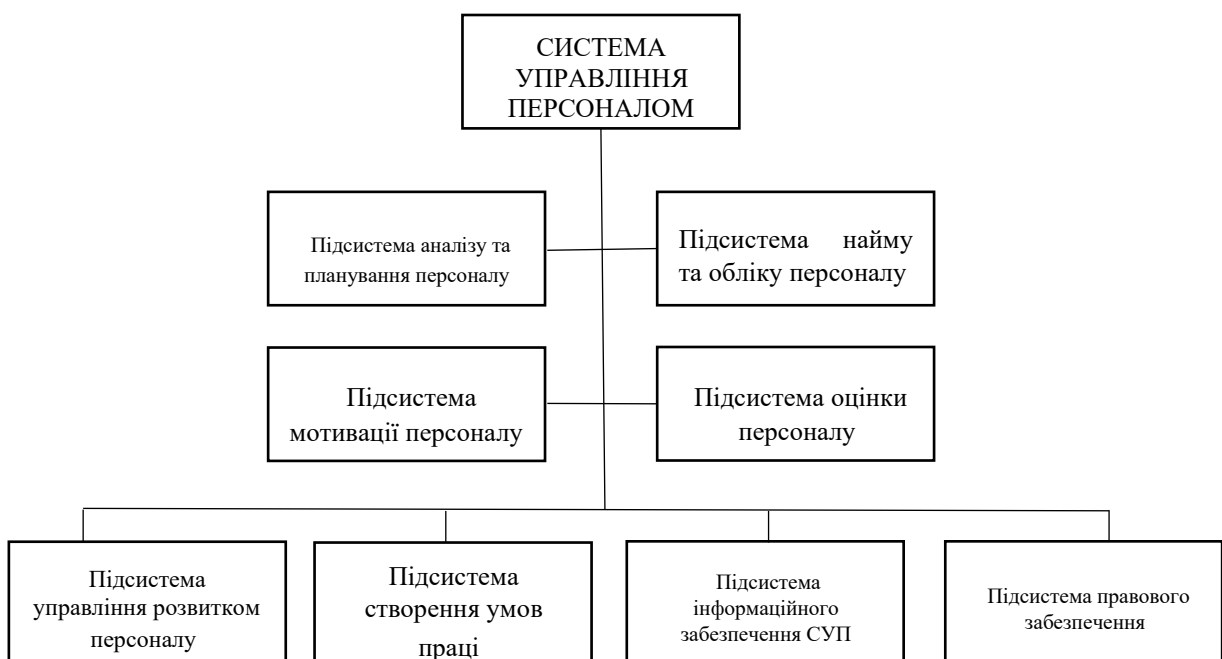 СИСТЕМА
УПРАВЛІННЯ
ПЕРСОНАЛОМ
Підсистема аналізу та
планування персоналу
Підсистема найму
та обліку персоналу
Підсистема
мотивації персоналу
Підсистема оцінки
персоналу
Підсистема
управління розвитком
персоналу
Підсистема
створення умов
праці
Підсистема
інформаційного
забезпечення СУП
Підсистема правового
забезпечення